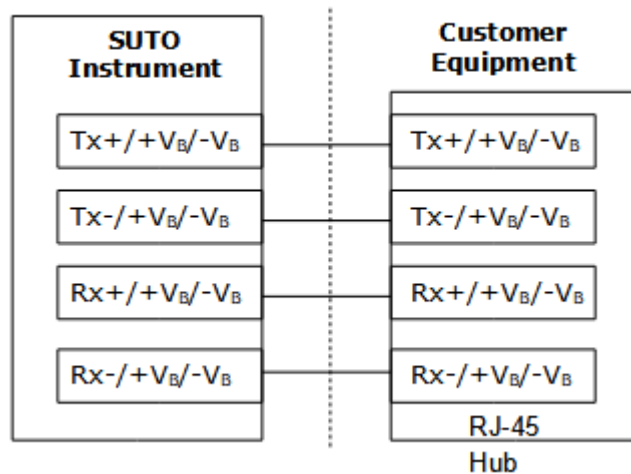 SUTO
Instrument
Customer
Equipment
Tx+/+VB/-VB
Tx+/+VB/-VB
Tx-/+VB/-VB
Tx-/+VB/-VB
Rx+/+VB/-VB
Rx+/+VB/-VB
Rx-/+VB/-VB
Rx-/+VB/-VB
RJ-45
Hub